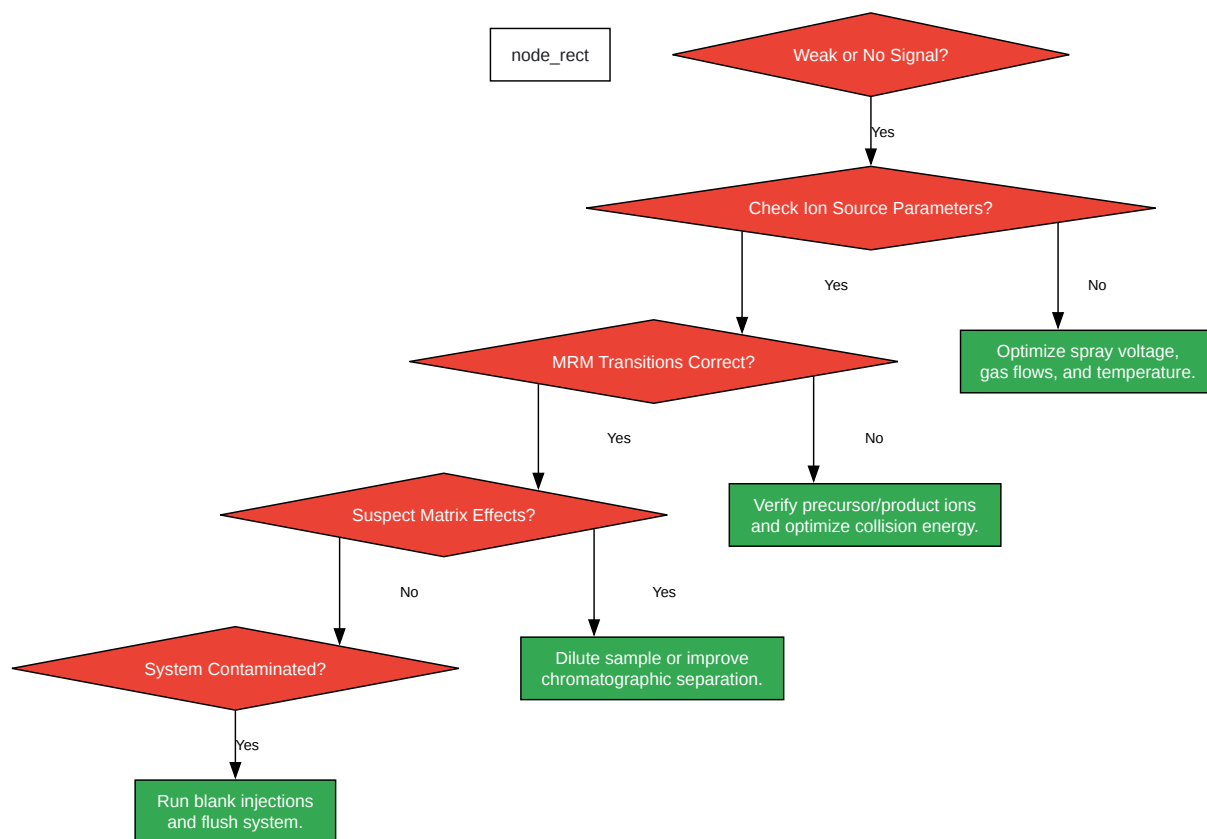 node_rect
Weak or No Signal?
Yes
Check Ion Source Parameters?
Yes
No
MRM Transitions Correct?
Optimize spray voltage,
gas flows, and temperature.
Yes
No
Suspect Matrix Effects?
Verify precursor/product ions
and optimize collision energy.
No
Yes
System Contaminated?
Dilute sample or improve
chromatographic separation.
Yes
Run blank injections
and flush system.